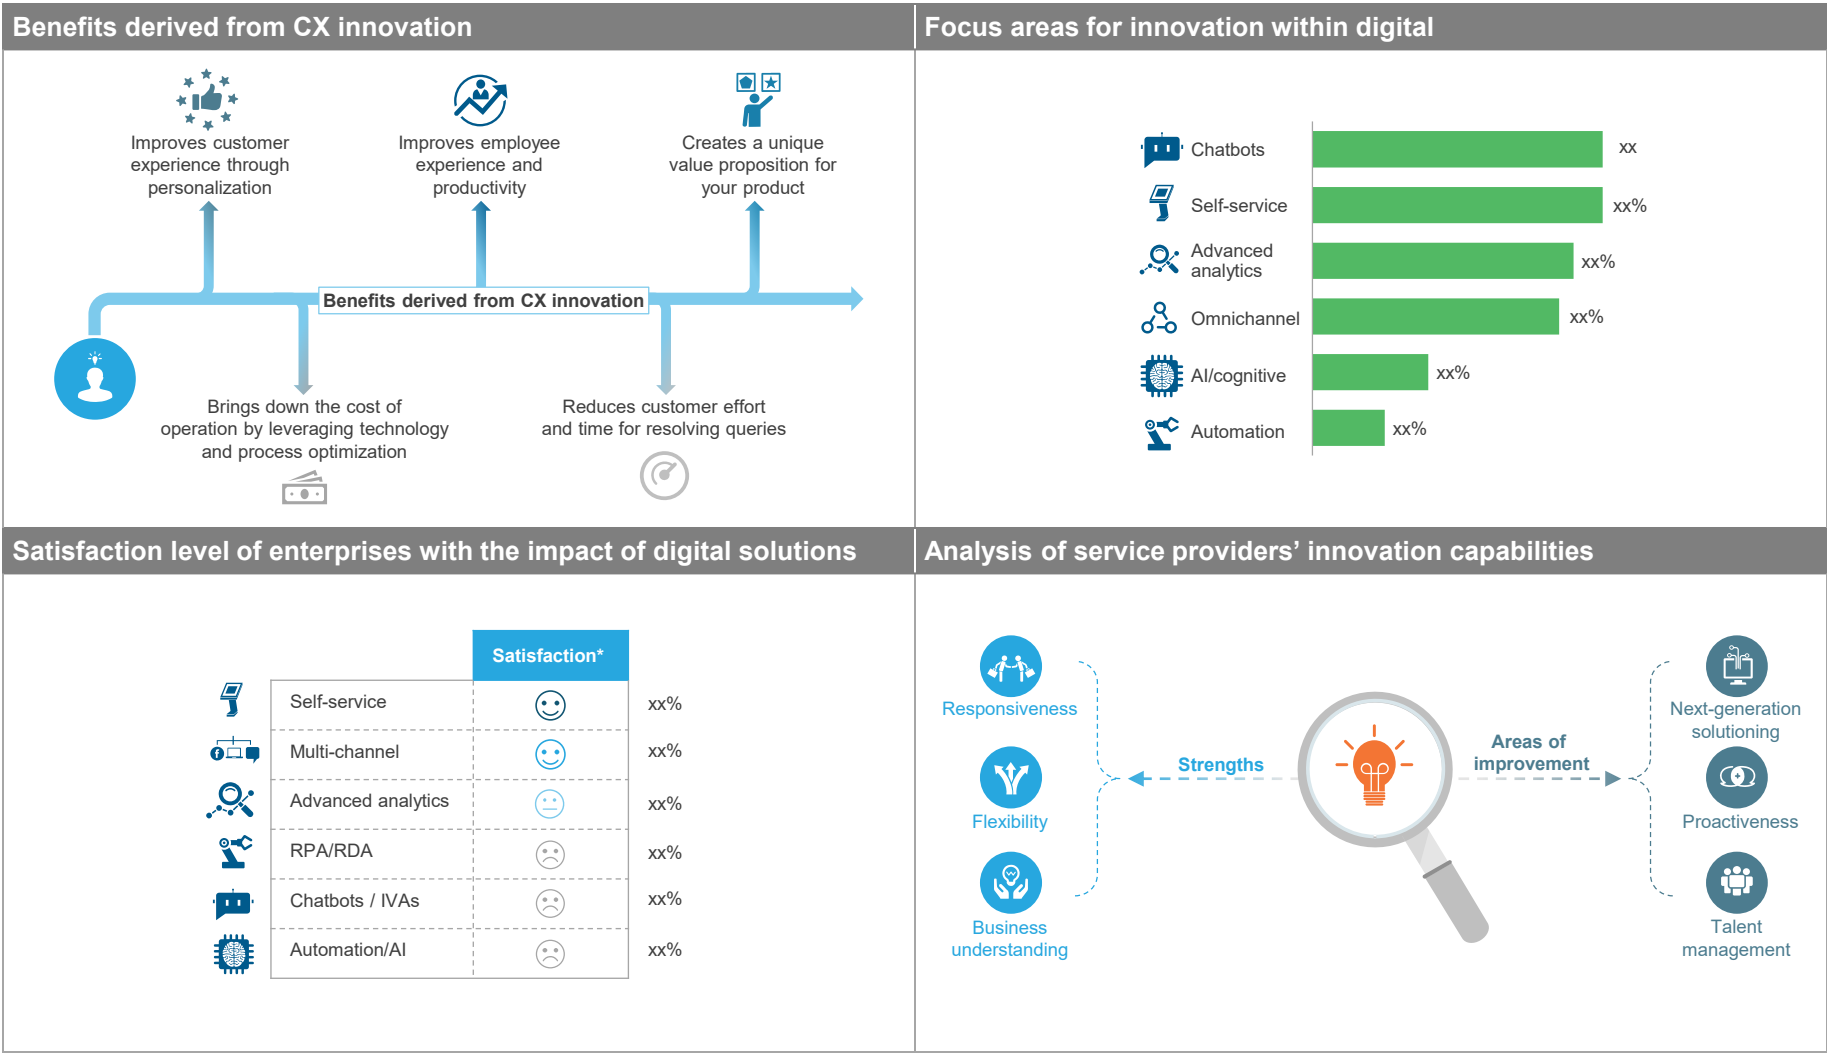 Benefits derived from CX innovation
Improves customer
experience through
personalization
Improves employee
experience and
productivity
Creates a unique
value proposition for
your product
Benefits derived from CX innovation
Brings down the cost of
operation by leveraging technology
and process optimization
Reduces customer effort
and time for resolving queries
Focus areas for innovation within digital
Chatbots xx
Self-service xx%
Advanced
analytics xx%
Omnichannel xx%
AI/cognitive xx%
Automation xx%
Satisfaction level of enterprises with the impact of digital solutions
Satisfaction*
Self-service xx%
Multi-channel xx%
Advanced analytics xx%
RPA/RDA xx%
Chatbots / IVAs xx%
Automation/AI xx%
Analysis of service providers’ innovation capabilities
Responsiveness
Flexibility
Business
understanding
Strengths
Areas of
improvement
Next-generation
solutioning
Proactiveness
Talent
management